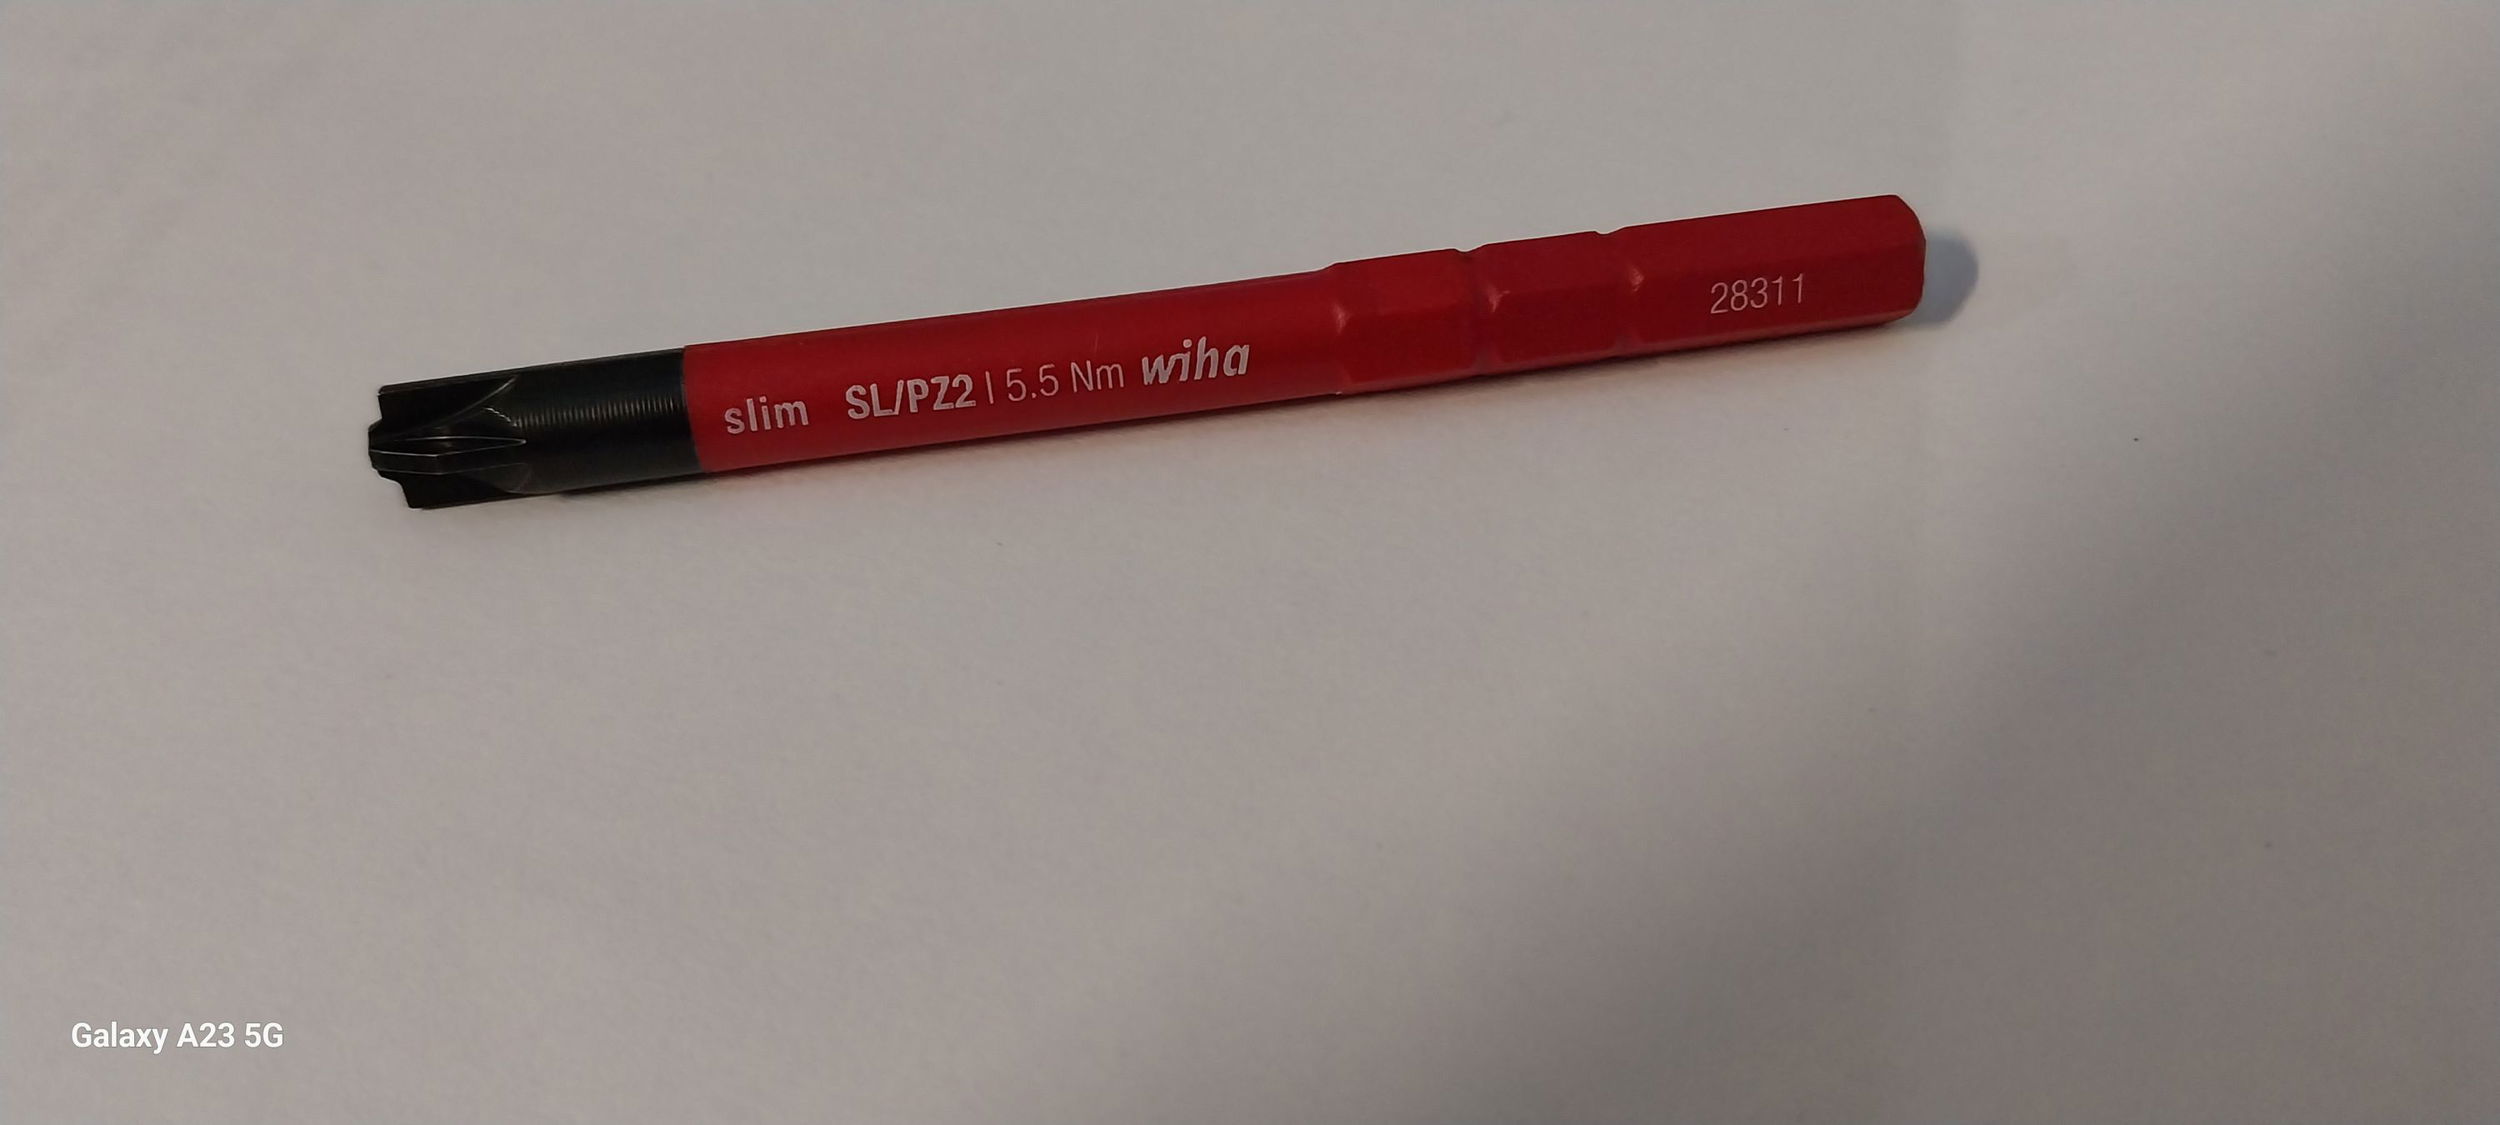 slim SL/PZ2 | 5.5 Nm wiha
28311
Galaxy A23 5G